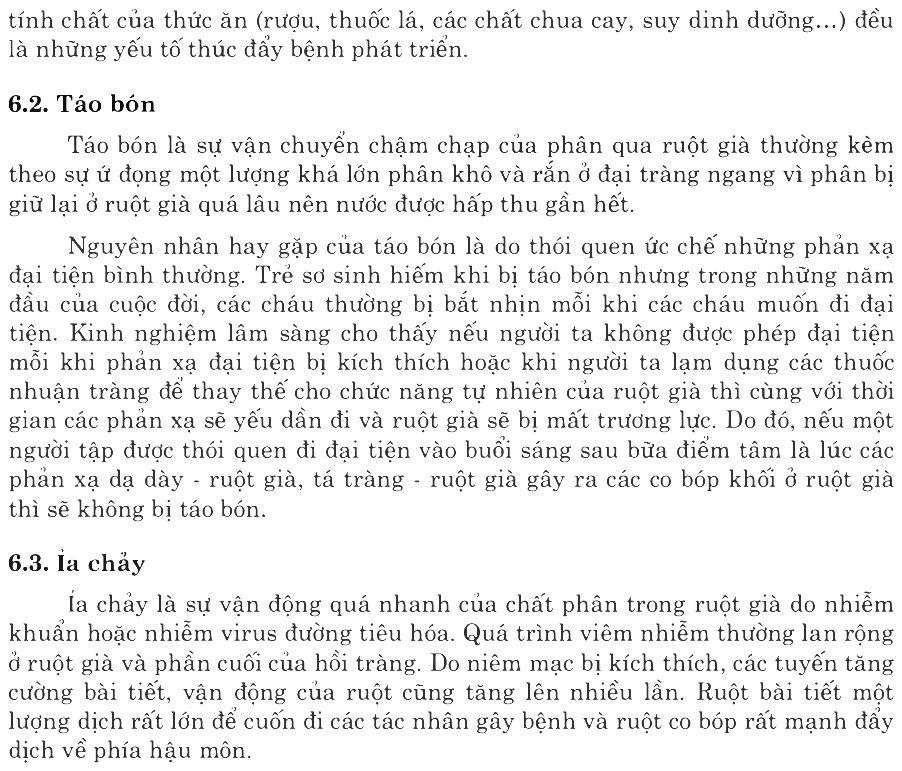 tính chất của thức ăn (rượu, thuốc lá, các chất chua cay, suy dinh dưỡng...) đều
là những yếu tố thúc đẩy bệnh phát triển.
6.2. Táo bón
Táo bón là sự vận chuyển chậm chạp của phân qua ruột già thường kèm
theo sự ứ đọng một lượng khá lớn phân khô và rắn ở đại tràng ngang vì phân bị
giữ lại ở ruột già quá lâu nên nước được hấp thu gần hết.
Nguyên nhân hay gặp của táo bón là do thói quen ức chế những phản xạ
đại tiện bình thường. Trẻ sơ sinh hiếm khi bị táo bón nhưng trong những năm
đầu của cuộc đời, các cháu thường bị bắt nhịn mỗi khi các cháu muốn đi đại
tiện. Kinh nghiệm lâm sàng cho thấy nếu người ta không được phép đại tiện
mỗi khi phản xạ đại tiện bị kích thích hoặc khi người ta lạm dụng các thuốc
nhuận tràng để thay thế cho chức năng tự nhiên của ruột già thì cùng với thời
gian các phản xạ sẽ yếu dần đi và ruột già sẽ bị mất trương lực. Do đó, nếu một
người tập được thói quen đi đại tiện vào buổi sáng sau bữa điểm tâm là lúc các
phản xạ dạ dày - ruột già, tá tràng - ruột già gây ra các co bóp khối ở ruột già
thì sẽ không bị táo bón.
6.3. Ỉa chảy
Ỉa chảy là sự vận động quá nhanh của chất phân trong ruột già do nhiễm
khuẩn hoặc nhiễm virus đường tiêu hóa. Quá trình viêm nhiễm thường lan rộng
ở ruột già và phần cuối của hồi tràng. Do niêm mạc bị kích thích, các tuyến tăng
cường bài tiết, vận động của ruột cũng tăng lên nhiều lần. Ruột bài tiết một
lượng dịch rất lớn để cuốn đi các tác nhân gây bệnh và ruột co bóp rất mạnh đẩy
dịch về phía hậu môn.